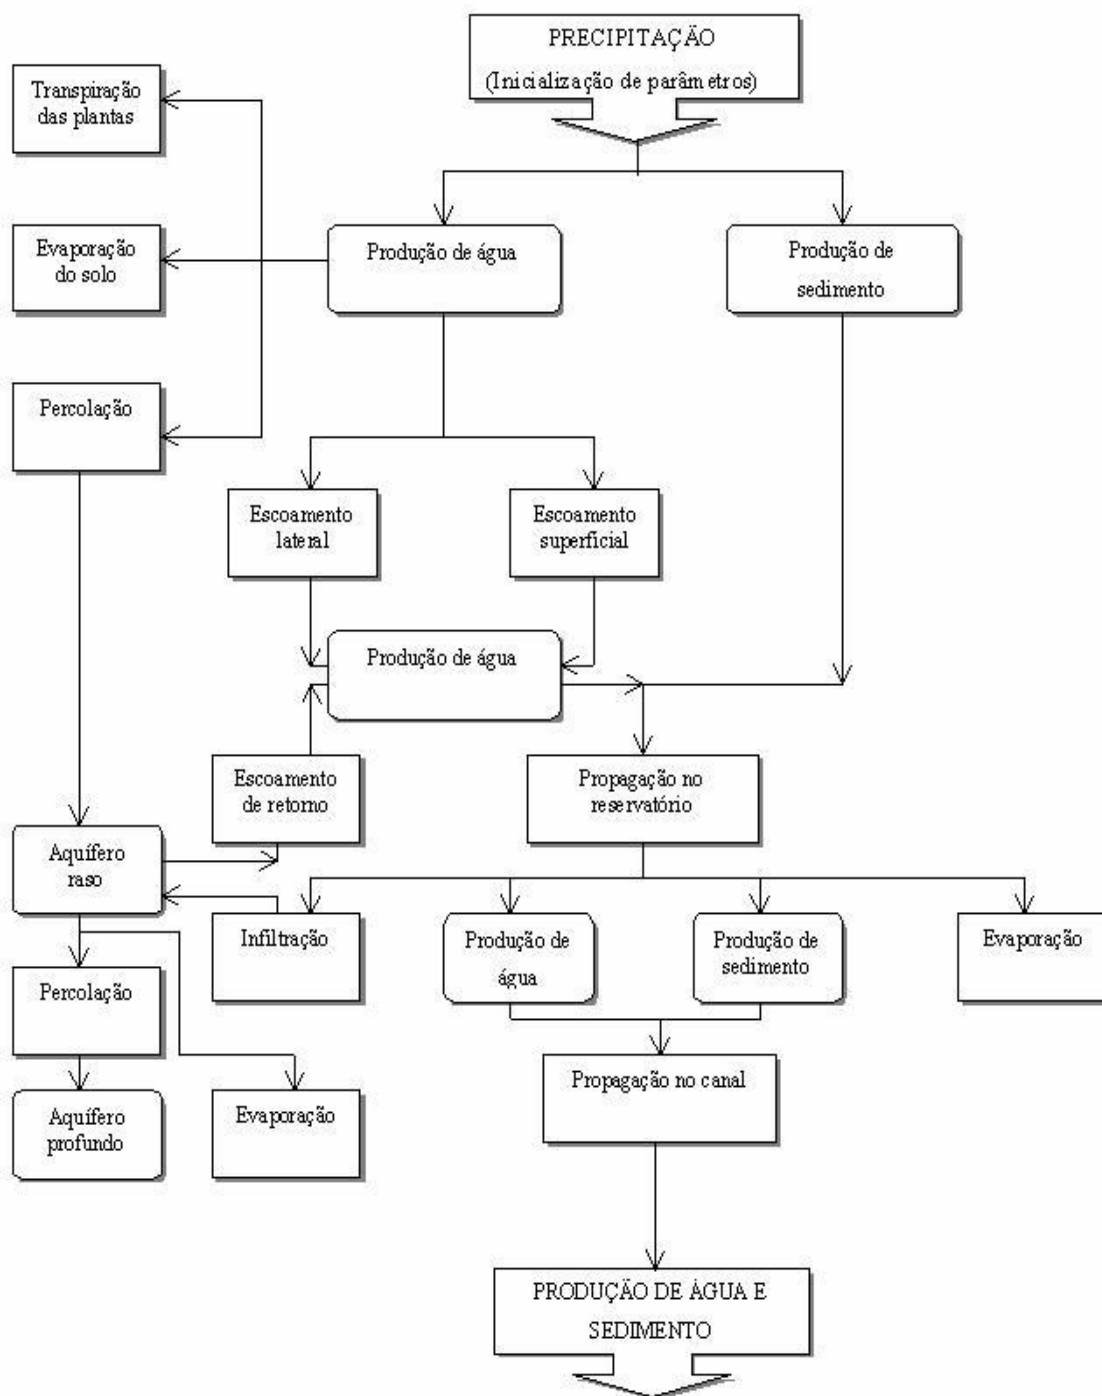 PRECIPITAÇÃO
(Inicialização de parâmetros)
Transpiração
das plantas
Evaporação
do solo
Produção de água
Produção de
sedimento
Percolação
Escoamento
lateral
Escoamento
superficial
Produção de água
Escoamento
de retorno
Propagação no
reservatório
Aquífero
raso
Infiltração
Produção de
água
Produção de
sedimento
Evaporação
Percolação
Propagação no canal
Aquífero
profundo
Evaporação
PRODUÇÃO DE ÁGUA E
SEDIMENTO